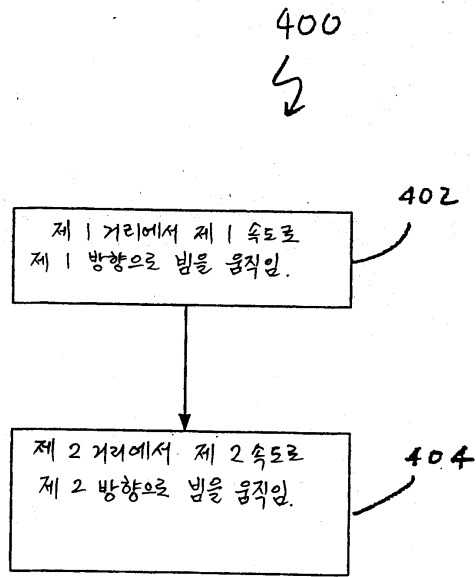 400
402
제 1 거리에서 제 1 속도로
제 1 방향으로 빔을 움직임.
제 2 거리에서 제 2 속도로
제 2 방향으로 빔을 움직임.
404